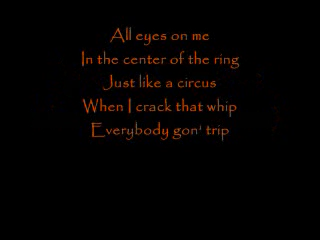 All eyes on me
In the center of the ring
Just like a circus
When I crack that whip
Everybody gon' trip